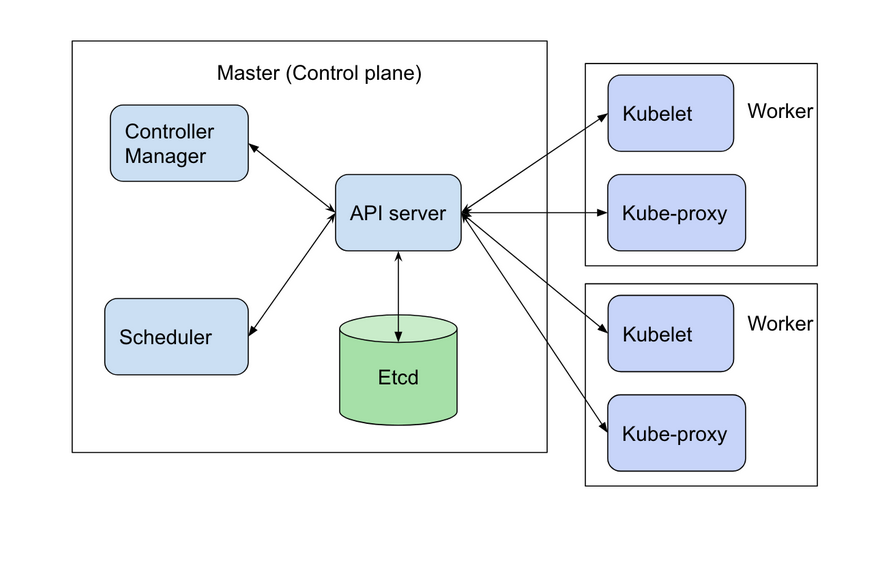 Master (Control plane)
Controller
Manager
API server
Scheduler
Etcd
Kubelet
Worker
Kube-proxy
Kubelet
Worker
Kube-proxy